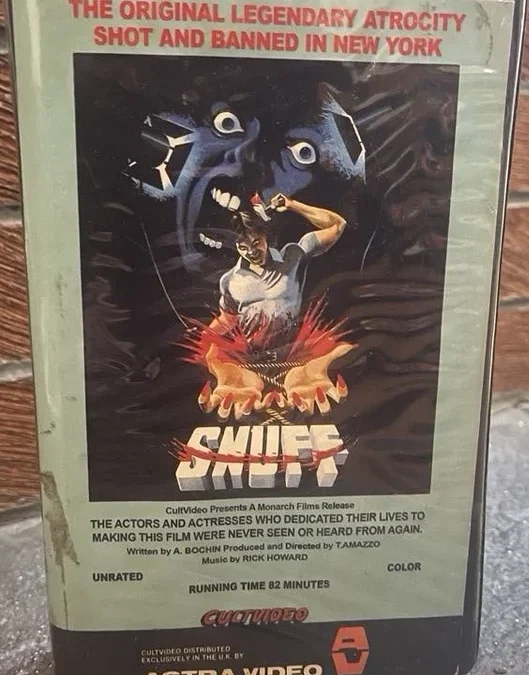 THE ORIGINAL LEGENDARY ATROCITY
SHOT AND BANNED IN NEW YORK
SNUFF
CultVideo Presents A Monarch Films Release
THE ACTORS AND ACTRESSES WHO DEDICATED THEIR LIVES TO
MAKING THIS FILM WERE NEVER SEEN OR HEARD FROM AGAIN.
Written by A. BOCHIN Produced and Directed by T.AMAZZO
Music by RICK HOWARD
UNRATED
COLOR
RUNNING TIME 82 MINUTES
CULTVIDEO
CULTVIDEO DISTRIBUTED
EXCLUSIVELY IN THE U.K. BY
ASTRA VIDEO